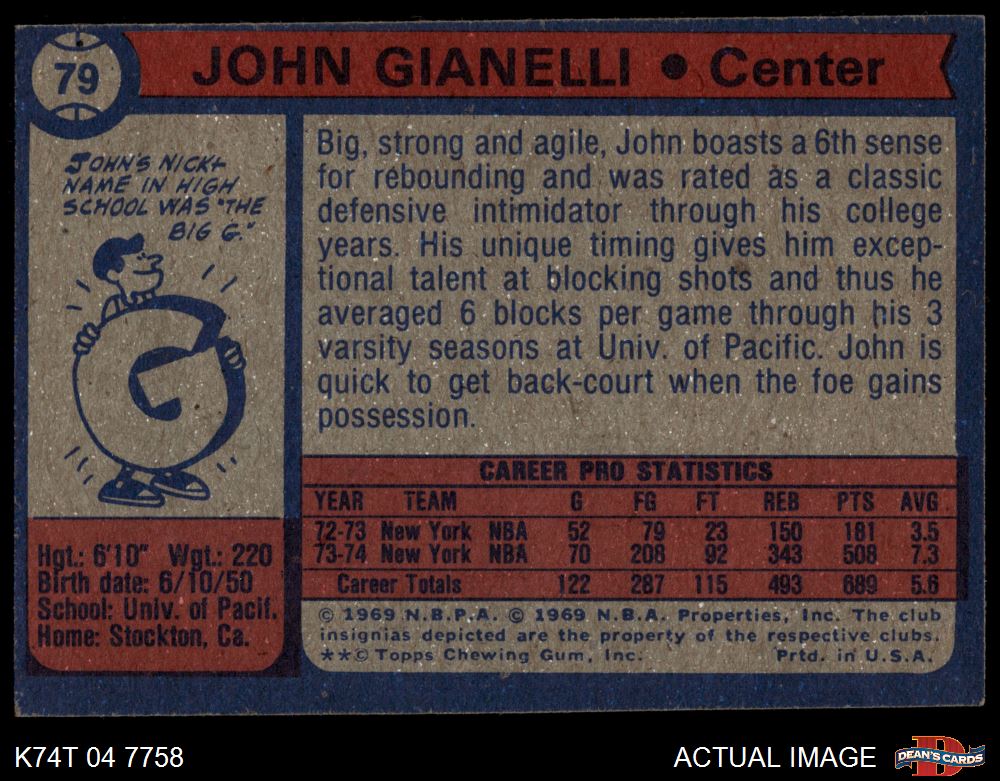 79
JOHN GIANELLI • Center
JOHN'S NICK-
NAME IN HIGH
SCHOOL WAS "THE
BIG G."
G
Hgt.: 6'10" Wgt.: 220
Birth date: 6/10/50
School: Univ. of Pacif.
Home: Stockton, Ca.
Big, strong and agile, John boasts a 6th sense
for rebounding and was rated as a classic
defensive intimidator through his college
years. His unique timing gives him excep-
tional talent at blocking shots and thus he
averaged 6 blocks per game through his 3
varsity seasons at Univ. of Pacific. John is
quick to get back-court when the foe gains
possession.
CAREER PRO STATISTICS
YEAR TEAM G FG FT REB PTS AVG
72-73 New York NBA 52 79 23 150 181 3.5
73-74 New York NBA 70 208 92 343 508 7.3
Career Totals 122 287 115 493 689 5.6
© 1969 N.B.P.A. © 1969 N.B.A. Properties, Inc. The club
insignias depicted are the property of the respective clubs.
**© Topps Chewing Gum, Inc. Prtd. in U.S.A.
K74T 04 7758
ACTUAL IMAGE
D
DEAN'S CARDS